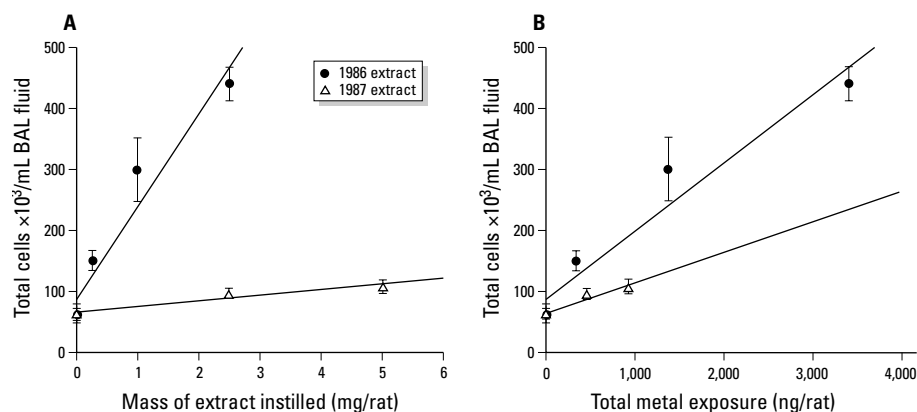 A
Total cells ×10³/mL BAL fluid
500
400
300
200
100
0
0 1 2 3 4 5 6
Mass of extract instilled (mg/rat)
1986 extract
1987 extract
B
Total cells ×10³/mL BAL fluid
500
400
300
200
100
0
0 1,000 2,000 3,000 4,000
Total metal exposure (ng/rat)